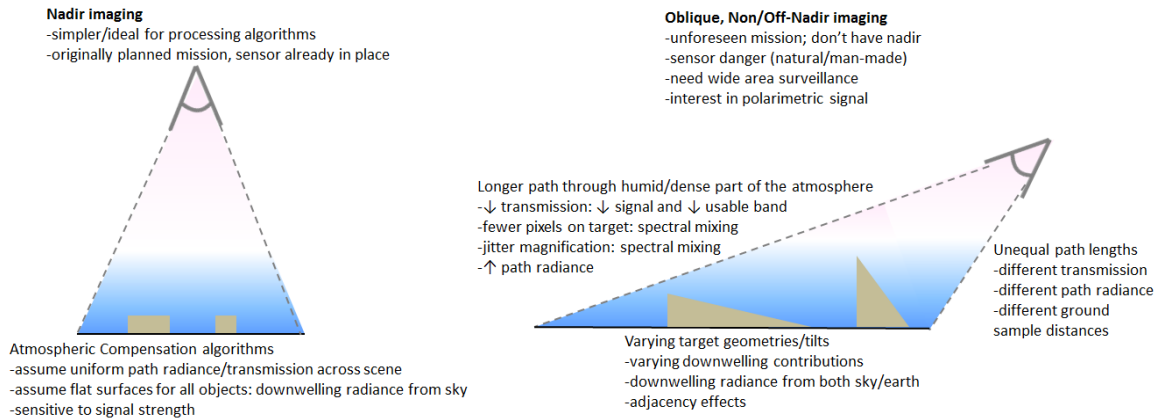 Nadir imaging
-simpler/ideal for processing algorithms
-originally planned mission, sensor already in place
Atmospheric Compensation algorithms
-assume uniform path radiance/transmission across scene
-assume flat surfaces for all objects: downwelling radiance from sky
-sensitive to signal strength
Oblique, Non/Off-Nadir imaging
-unforeseen mission; don't have nadir
-sensor danger (natural/man-made)
-need wide area surveillance
-interest in polarimetric signal
Longer path through humid/dense part of the atmosphere
-↓ transmission: ↓ signal and ↓ usable band
-fewer pixels on target: spectral mixing
-jitter magnification: spectral mixing
-↑ path radiance
Unequal path lengths
-different transmission
-different path radiance
-different ground
sample distances
Varying target geometries/tilts
-varying downwelling contributions
-downwelling radiance from both sky/earth
-adjacency effects